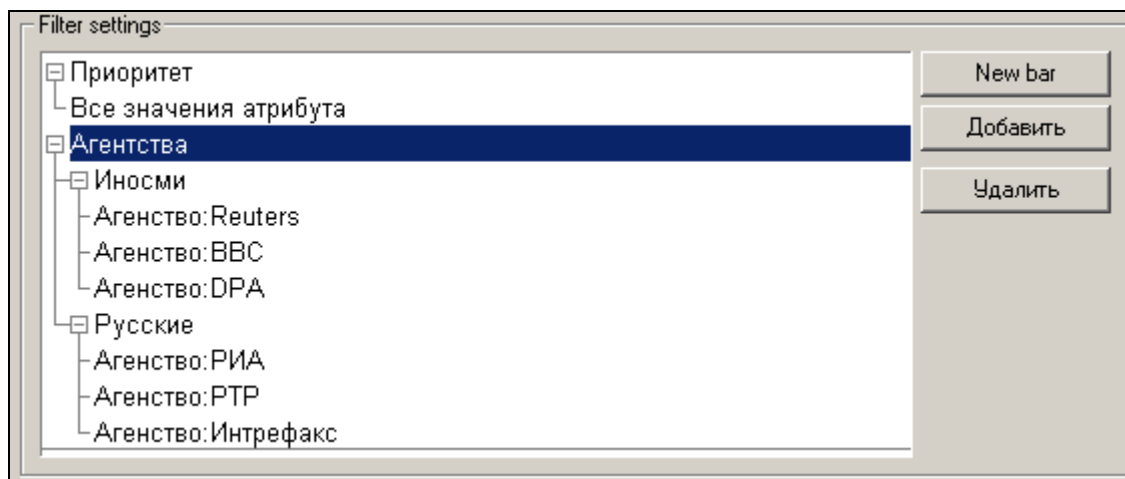 Filter settings
Приоритет
Все значения атрибута
Агентства
Иносми
Агенство:Reuters
Агенство:BBC
Агенство:DPA
Русские
Агенство:РИА
Агенство:РТР
Агенство:Интрефакс
New bar
Добавить
Удалить